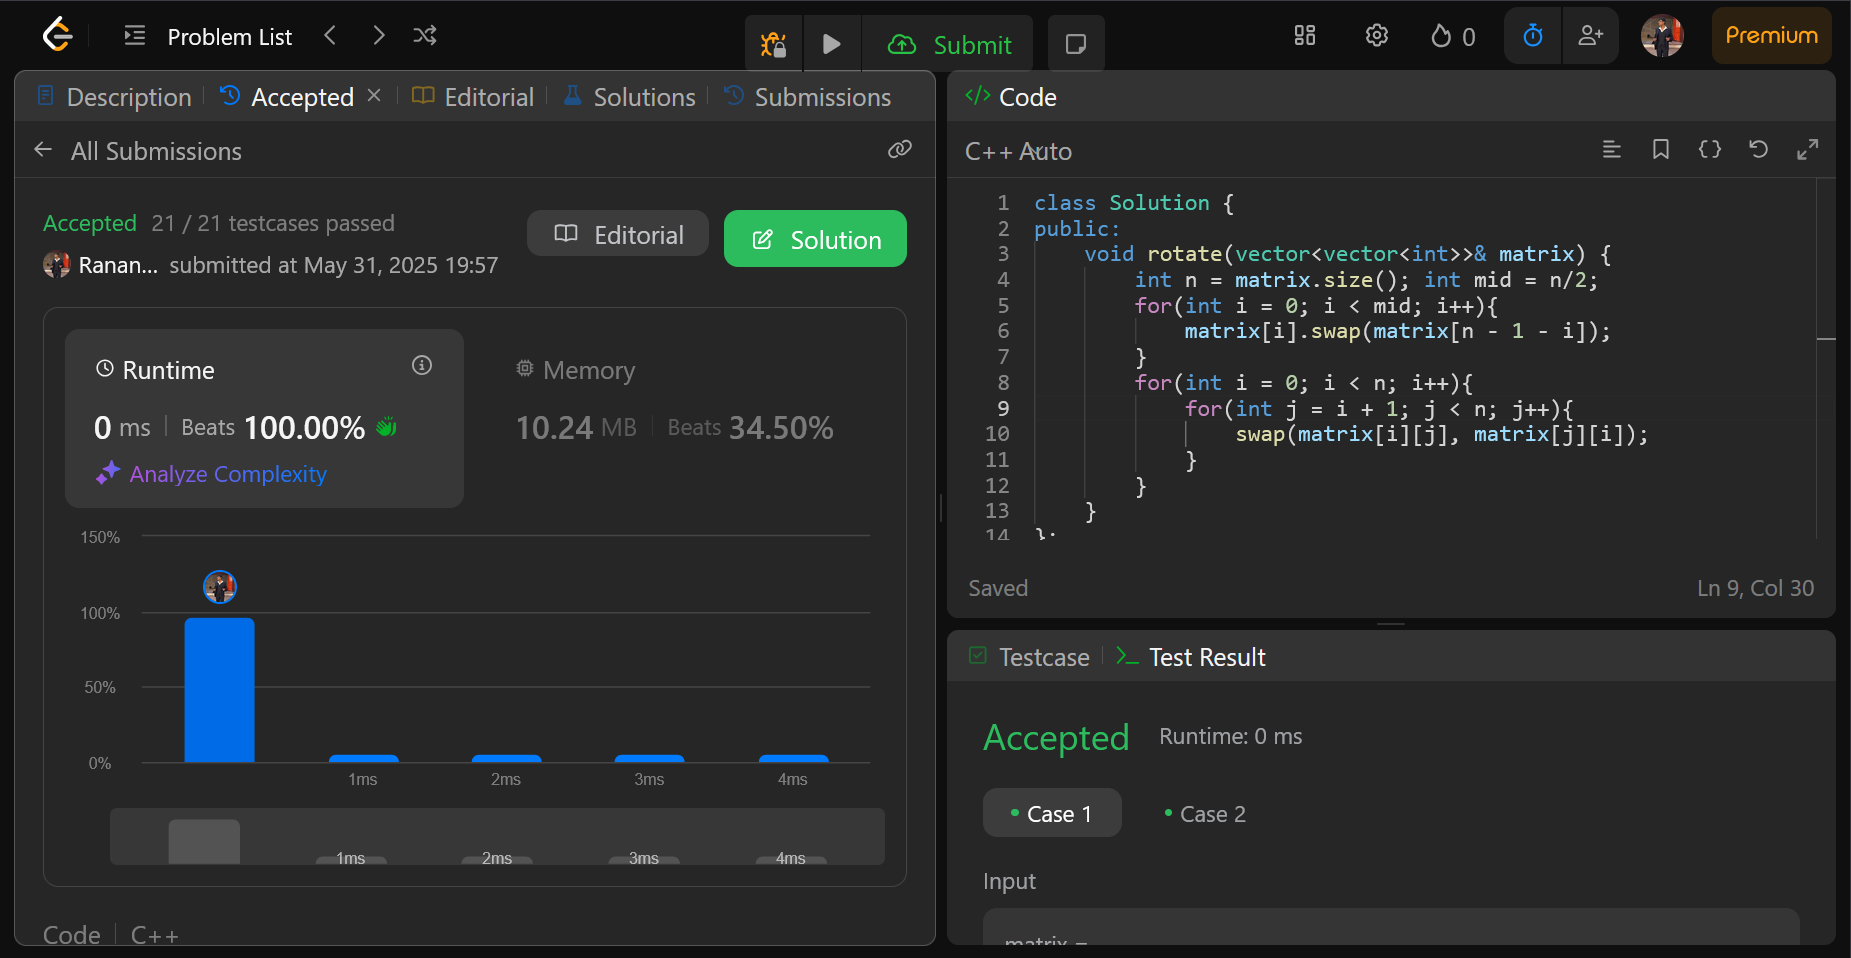 Problem List
Submit
0
Premium
Description
Accepted
Editorial
Solutions
Submissions
All Submissions
Accepted 21 / 21 testcases passed
Ranan... submitted at May 31, 2025 19:57
Editorial
Solution
Runtime
0 ms Beats 100.00%
Analyze Complexity
Memory
10.24 MB Beats 34.50%
150%
100%
50%
0%
1ms 2ms 3ms 4ms
1ms 2ms 3ms 4ms
Code C++
</> Code
C++ Auto
1 class Solution {
2 public:
3 void rotate(vector<vector<int>>& matrix) {
4 int n = matrix.size(); int mid = n/2;
5 for(int i = 0; i < mid; i++){
6 matrix[i].swap(matrix[n - 1 - i]);
7 }
8 for(int i = 0; i < n; i++){
9 for(int j = i + 1; j < n; j++){
10 swap(matrix[i][j], matrix[j][i]);
11 }
12 }
13 }
14 };
Saved
Ln 9, Col 30
Testcase
Test Result
Accepted Runtime: 0 ms
Case 1
Case 2
Input
matrix =